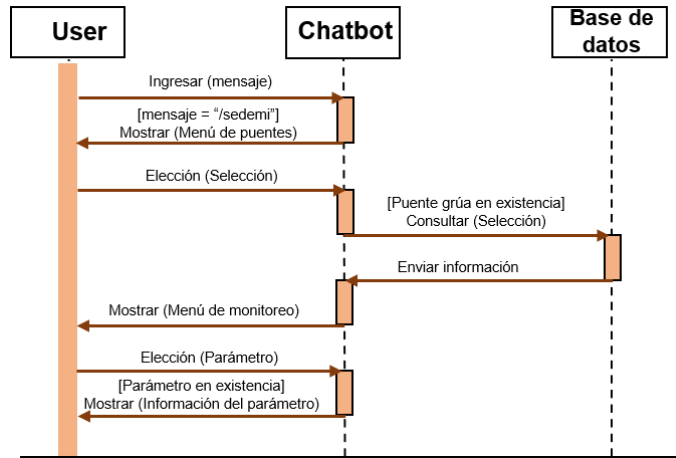 User
Chatbot
Base de
datos
Ingresar (mensaje)
[mensaje = “/sedemi”]
Mostrar (Menú de puentes)
Elección (Selección)
[Puente grúa en existencia]
Consultar (Selección)
Enviar información
Mostrar (Menú de monitoreo)
Elección (Parámetro)
[Parámetro en existencia]
Mostrar (Información del parámetro)